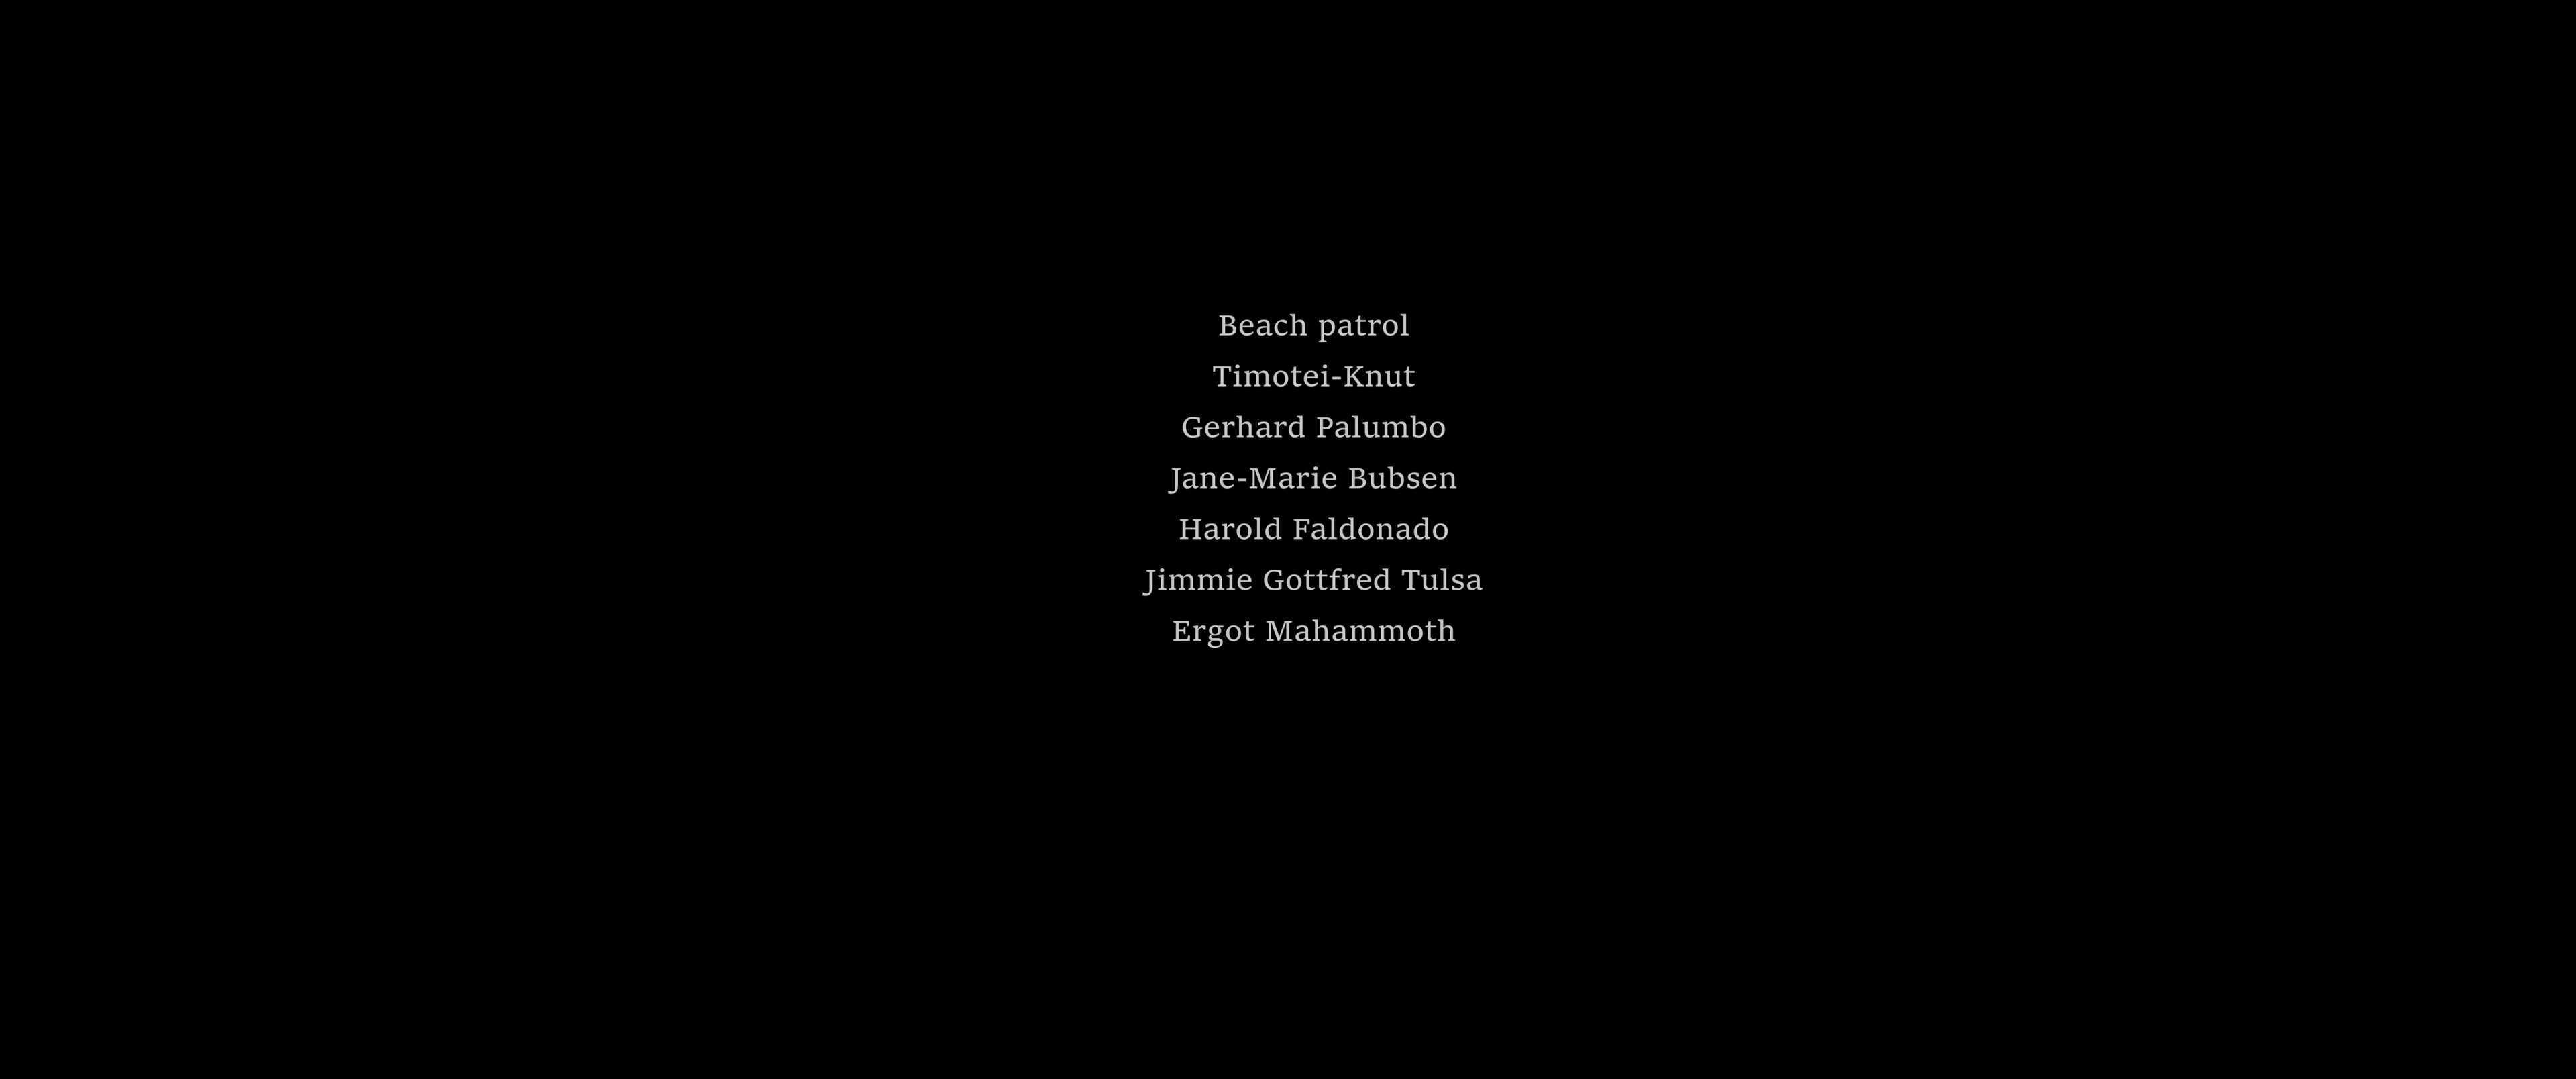 Beach patrol
Timotei-Knut
Gerhard Palumbo
Jane-Marie Bubsen
Harold Faldonado
Jimmie Gottfred Tulsa
Ergot Mahammoth